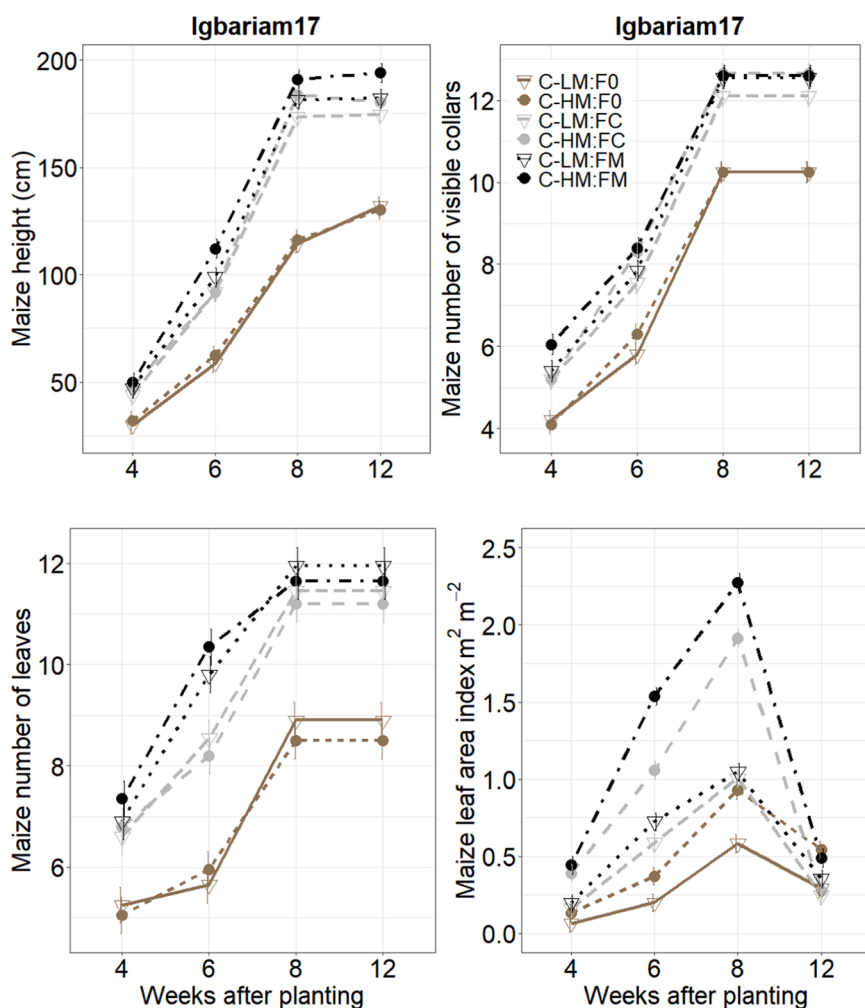 Igbariam17
Maize height (cm)
200
150
100
50
4 6 8 12
Igbariam17
Maize number of visible collars
12
10
8
6
4
C-LM:F0
C-HM:F0
C-LM:FC
C-HM:FC
C-LM:FM
C-HM:FM
4 6 8 12
Maize number of leaves
12
10
8
6
4 6 8 12
Weeks after planting
Maize leaf area index m² m⁻²
2.5
2.0
1.5
1.0
0.5
0.0
4 6 8 12
Weeks after planting